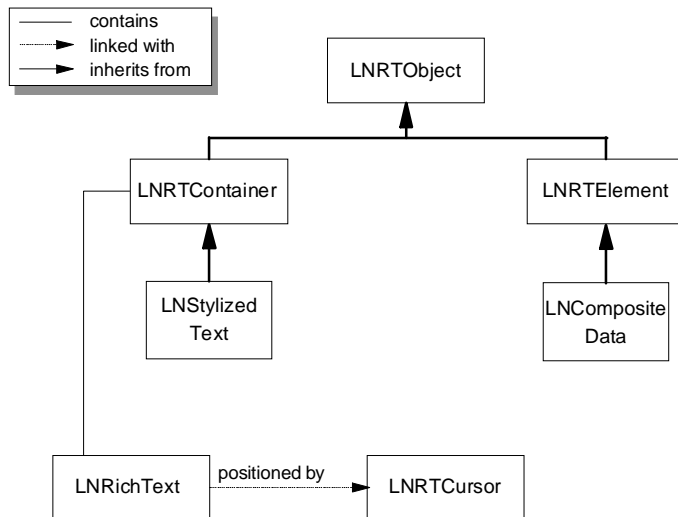 contains
linked with
inherits from
LNRTObject
LNRTContainer
LNRTElement
LNStylized
Text
LNComposite
Data
LNRichText
positioned by
LNRTCursor